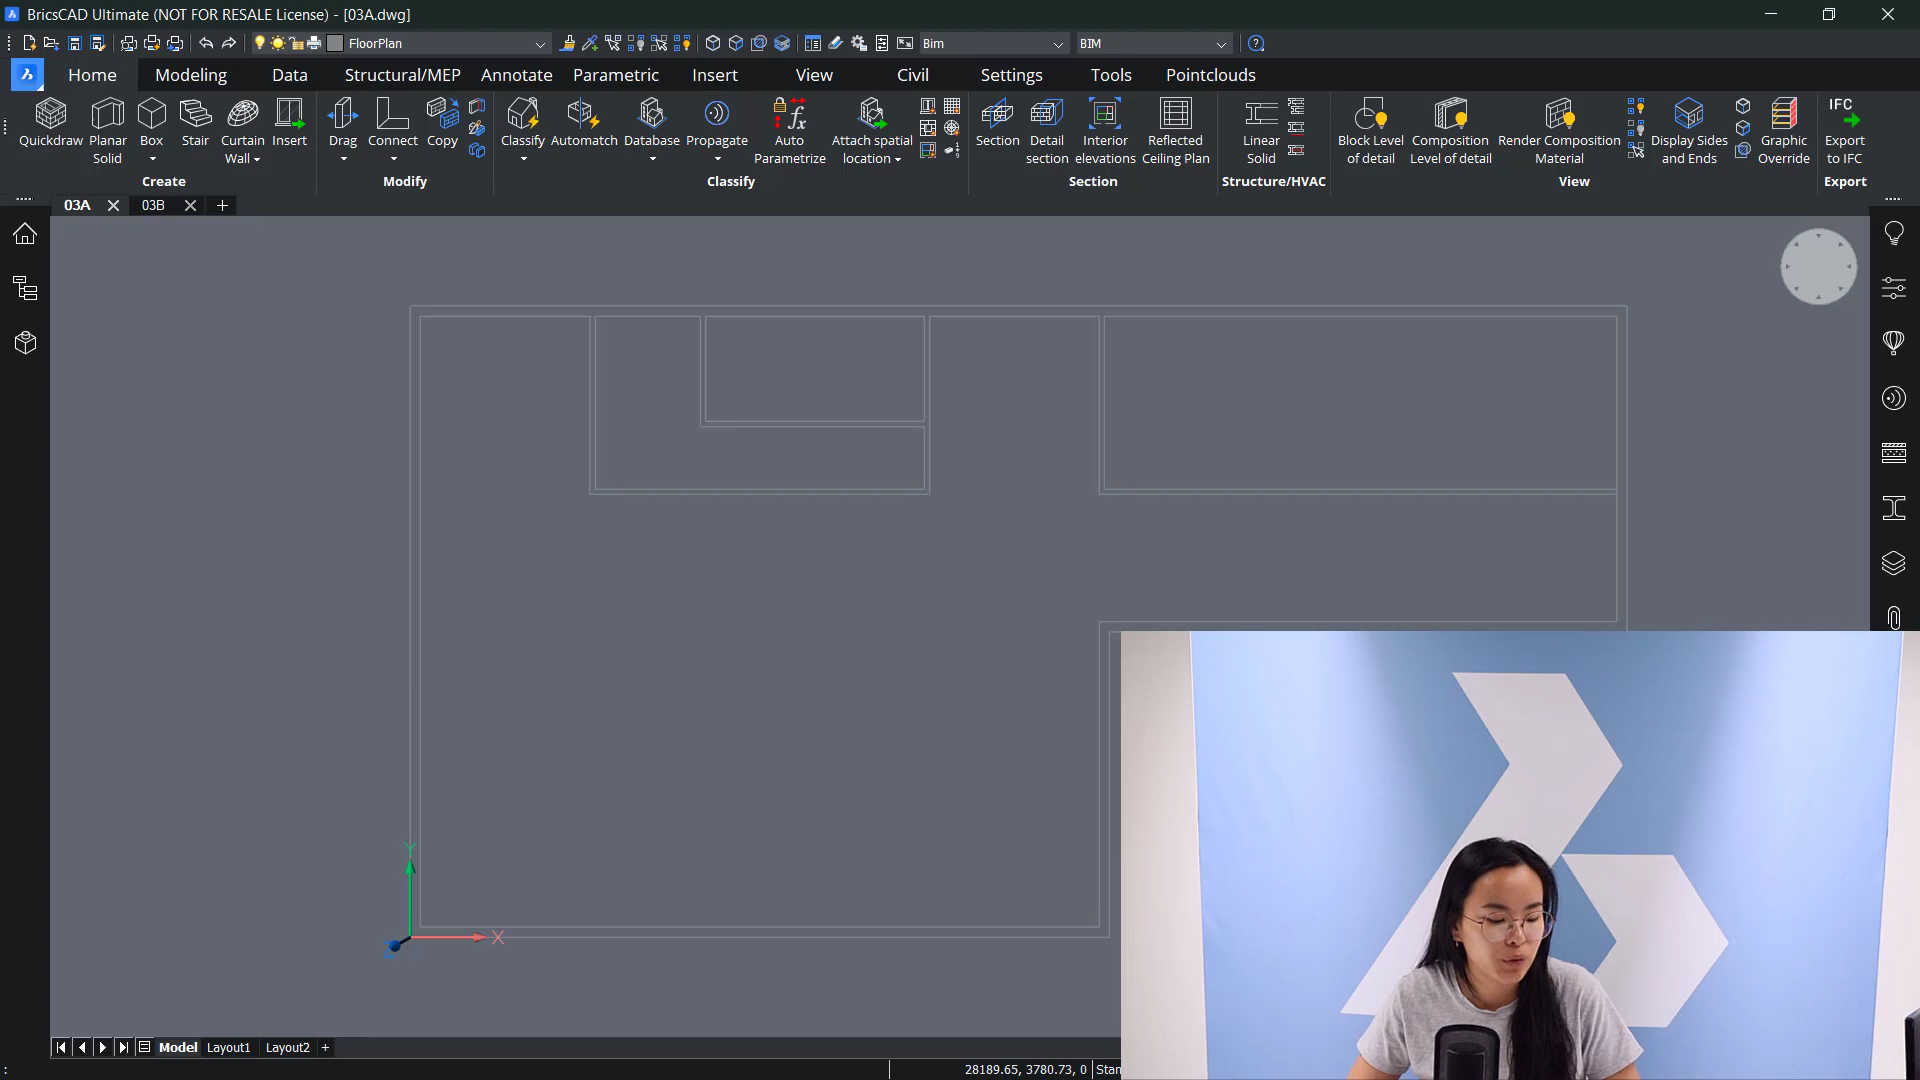 BricsCAD Ultimate (NOT FOR RESALE License) - [03A.dwg]
FloorPlan
Bim
BIM
Home Modeling Data Structural/MEP Annotate Parametric Insert View Civil Settings Tools Pointclouds
Quickdraw
Planar Solid
Box
Stair
Curtain Wall
Insert
Create
Drag
Connect
Copy
Modify
Classify
Automatch
Database
Propagate
Auto Parametrize
Attach spatial location
Classify
Section
Detail section
Interior elevations
Reflected Ceiling Plan
Section
Linear Solid
Structure/HVAC
Block Level of detail
Composition Level of detail
Render Composition Material
Display Sides and Ends
Graphic Override
View
IFC
Export to IFC
Export
03A
03B
Y
X
Model Layout1 Layout2
28189.65, 3780.73, 0 Stan